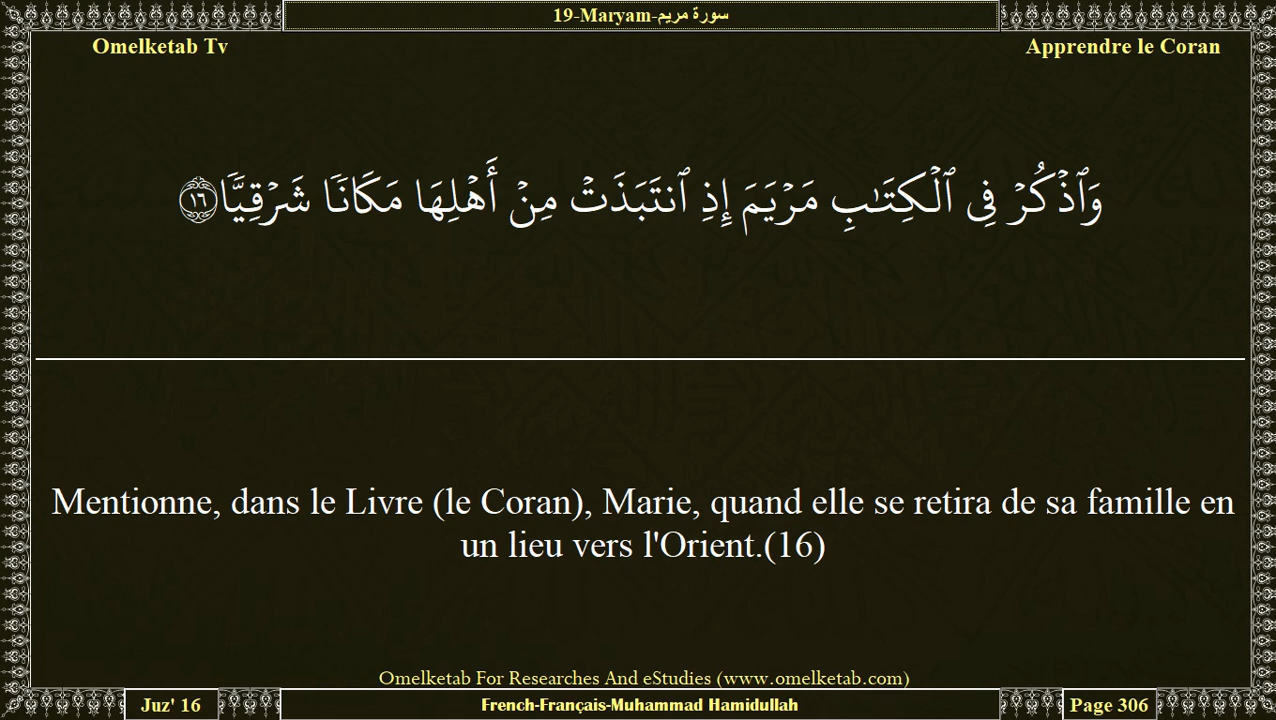 19-Maryam-سورة مريم
Omelketab Tv
Apprendre le Coran
وَٱذۡكُرۡ فِي ٱلۡكِتَٰبِ مَرۡيَمَ إِذِ ٱنتَبَذَتۡ مِنۡ أَهۡلِهَا مَكَانٗا شَرۡقِيّٗا ١٦
Mentionne, dans le Livre (le Coran), Marie, quand elle se retira de sa famille en
un lieu vers l'Orient.(16)
Omelketab For Researches And eStudies (www.omelketab.com)
Juz' 16
French-Français-Muhammad Hamidullah
Page 306